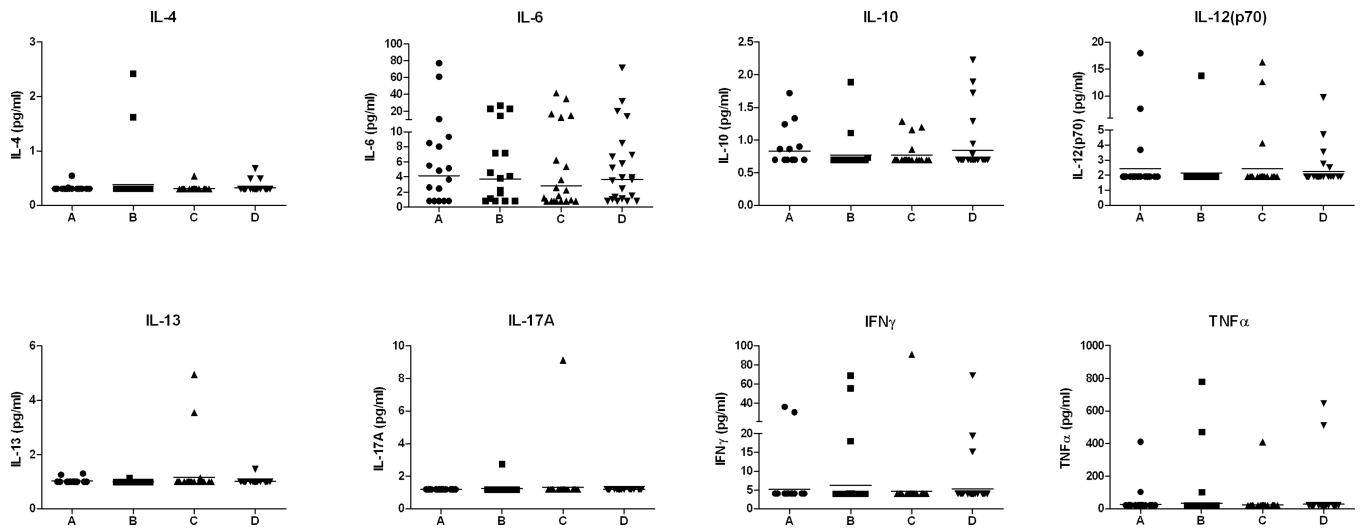 IL-4
3
2
1
0
IL-4 (pg/ml)
A B C D
IL-6
100
80
60
40
20
10
8
6
4
2
0
IL-6 (pg/ml)
A B C D
IL-10
2.5
2.0
1.5
1.0
0.5
0.0
IL-10 (pg/ml)
A B C D
IL-12(p70)
20
15
10
5
4
3
2
1
0
IL-12(p70) (pg/ml)
A B C D
IL-13
6
4
2
0
IL-13 (pg/ml)
A B C D
IL-17A
10
8
6
4
2
0
IL-17A (pg/ml)
A B C D
IFNγ
100
80
60
40
20
15
10
5
0
IFNγ (pg/ml)
A B C D
TNFα
1000
800
600
400
200
0
TNFα (pg/ml)
A B C D